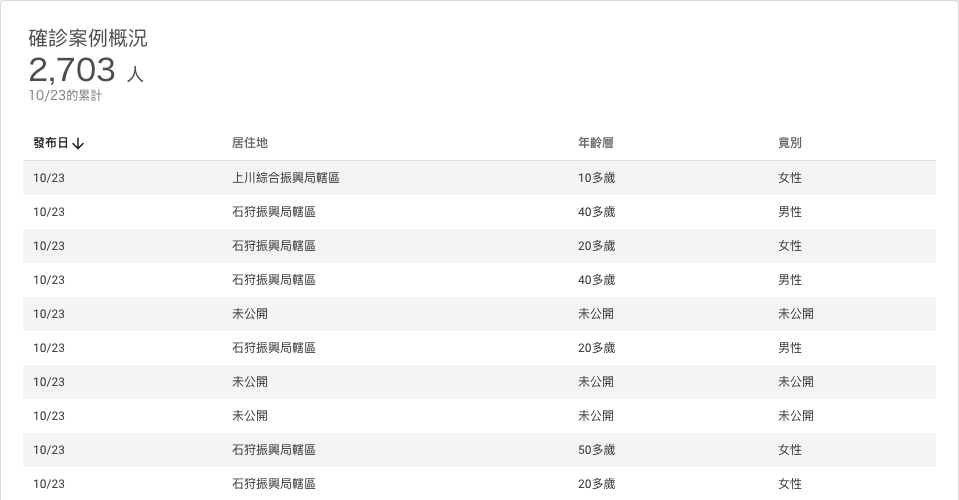 確診案例概況
2,703 人
10/23的累計
發布日↓ 居住地 年齡層 竟別
10/23 上川綜合振興局轄區 10多歲 女性
10/23 石狩振興局轄區 40多歲 男性
10/23 石狩振興局轄區 20多歲 女性
10/23 石狩振興局轄區 40多歲 男性
10/23 未公開 未公開 未公開
10/23 石狩振興局轄區 20多歲 男性
10/23 未公開 未公開 未公開
10/23 未公開 未公開 未公開
10/23 石狩振興局轄區 50多歲 女性
10/23 石狩振興局轄區 20多歲 女性